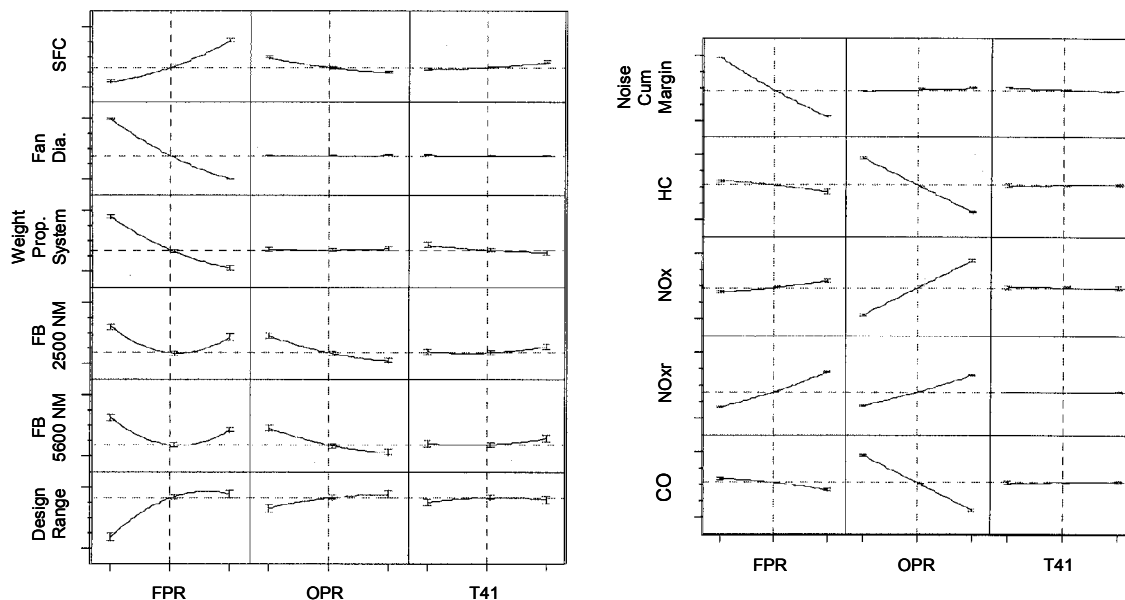 SFC
Fan
Dia.
Weight
Prop.
System
FB
2500 NM
FB
5600 NM
Design
Range
FPR
OPR
T41
Noise
Cum
Margin
HC
NOx
NOxr
CO
FPR
OPR
T41